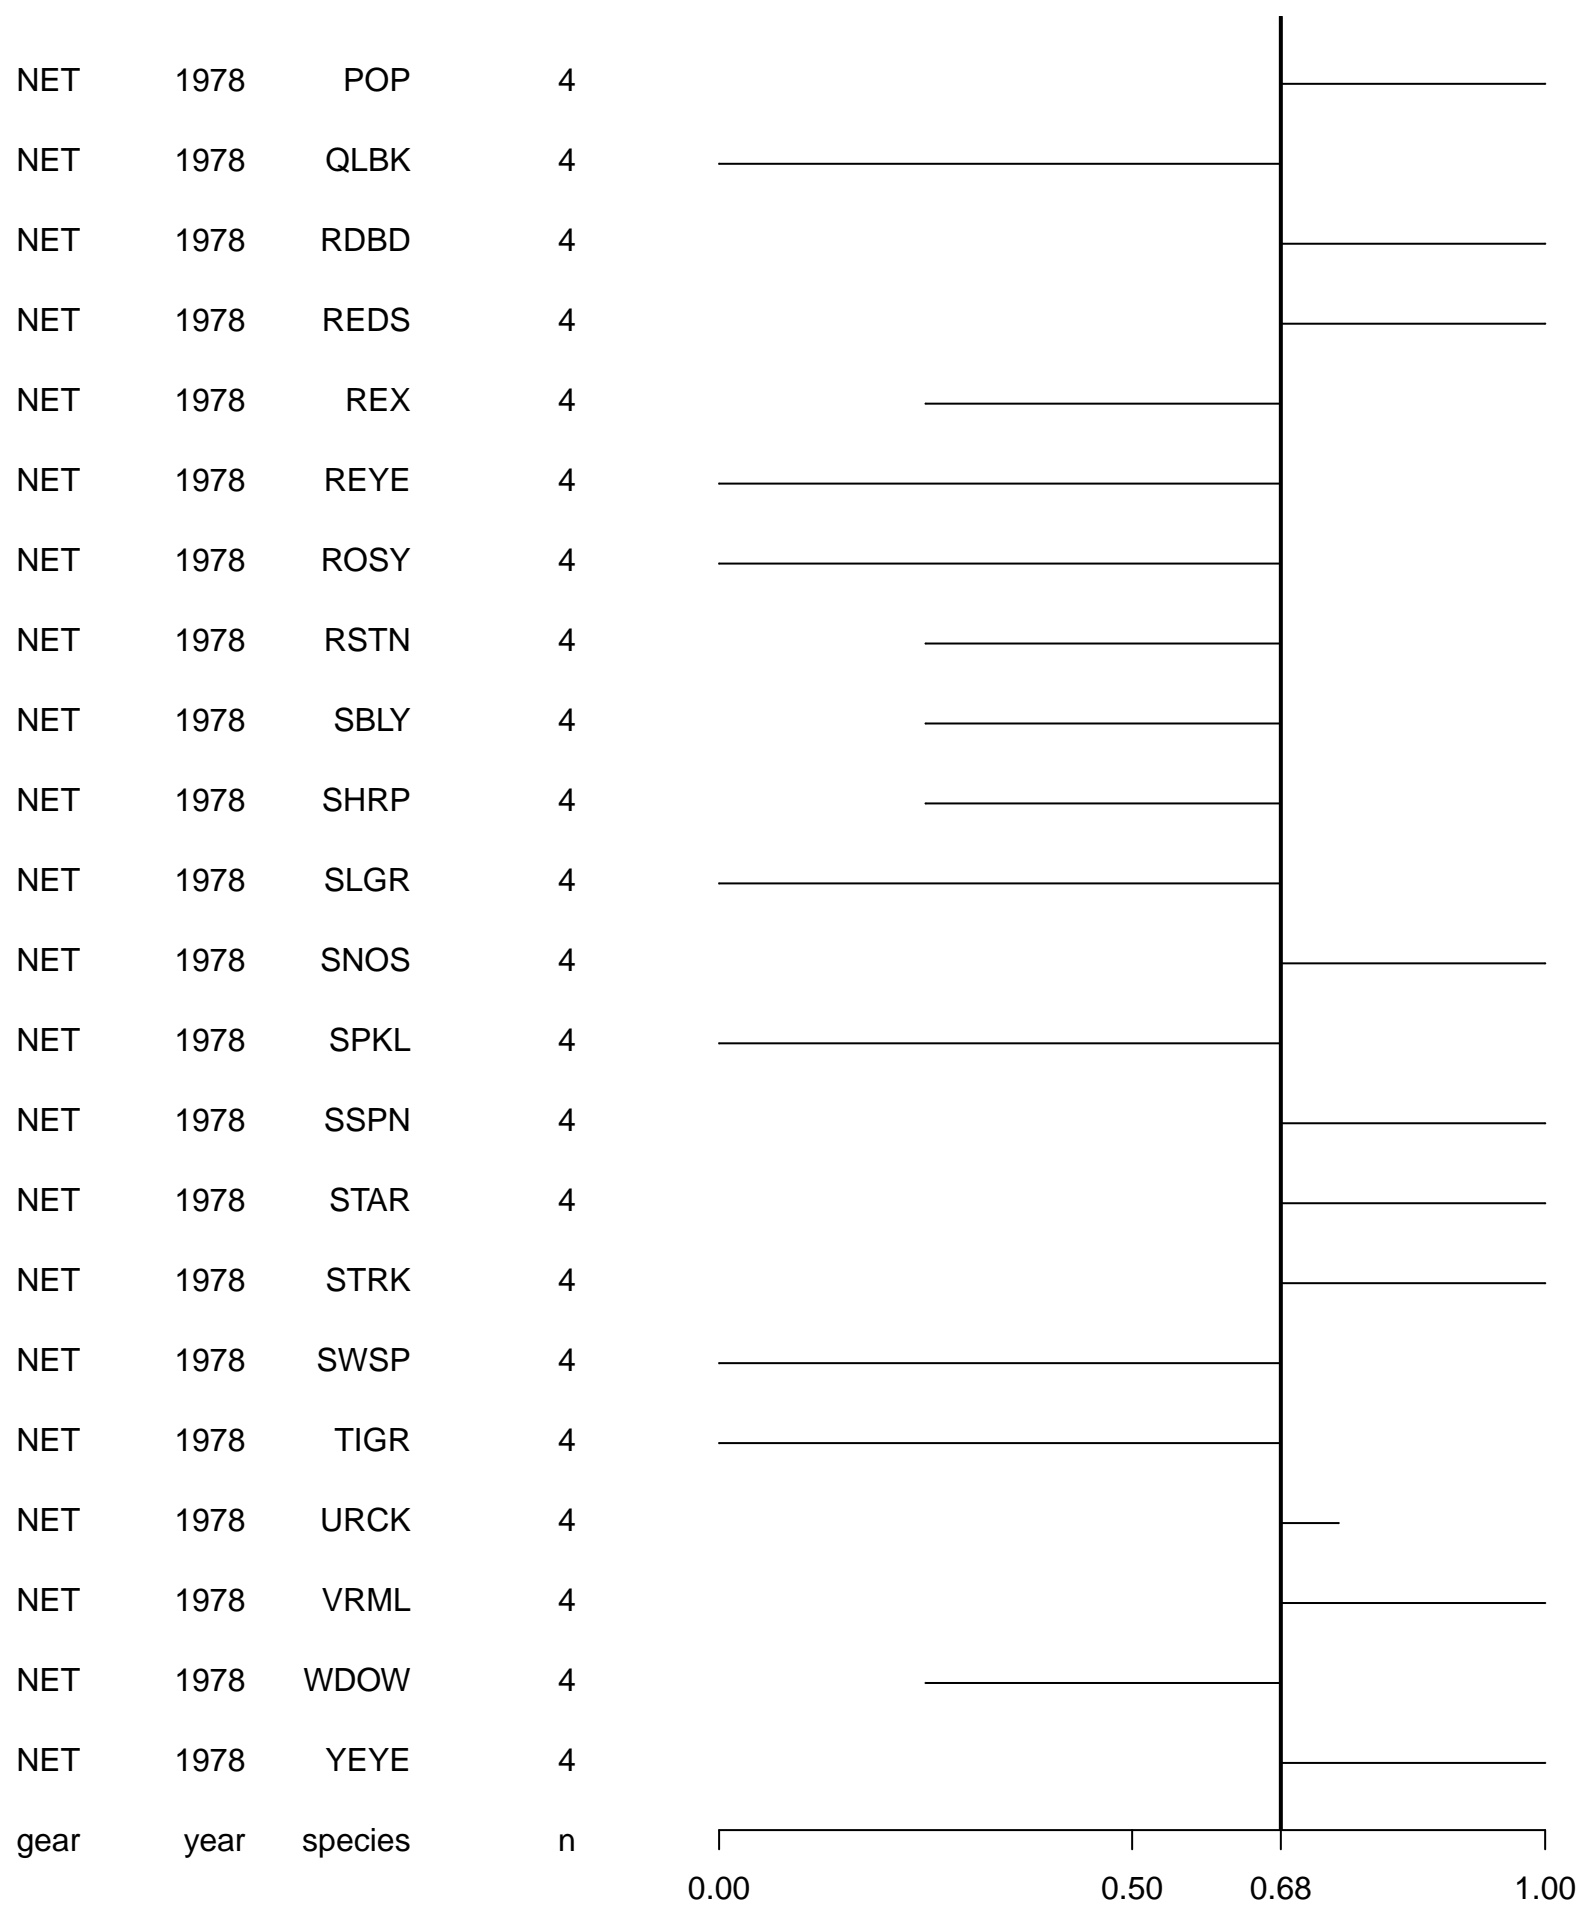 NET 1978 POP 4
NET 1978 QLBK 4
NET 1978 RDBD 4
NET 1978 REDS 4
NET 1978 REX 4
NET 1978 REYE 4
NET 1978 ROSY 4
NET 1978 RSTN 4
NET 1978 SBLY 4
NET 1978 SHRP 4
NET 1978 SLGR 4
NET 1978 SNOS 4
NET 1978 SPKL 4
NET 1978 SSPN 4
NET 1978 STAR 4
NET 1978 STRK 4
NET 1978 SWSP 4
NET 1978 TIGR 4
NET 1978 URCK 4
NET 1978 VRML 4
NET 1978 WDOW 4
NET 1978 YEYE 4
gear year species n
0.00 0.50 0.68 1.00